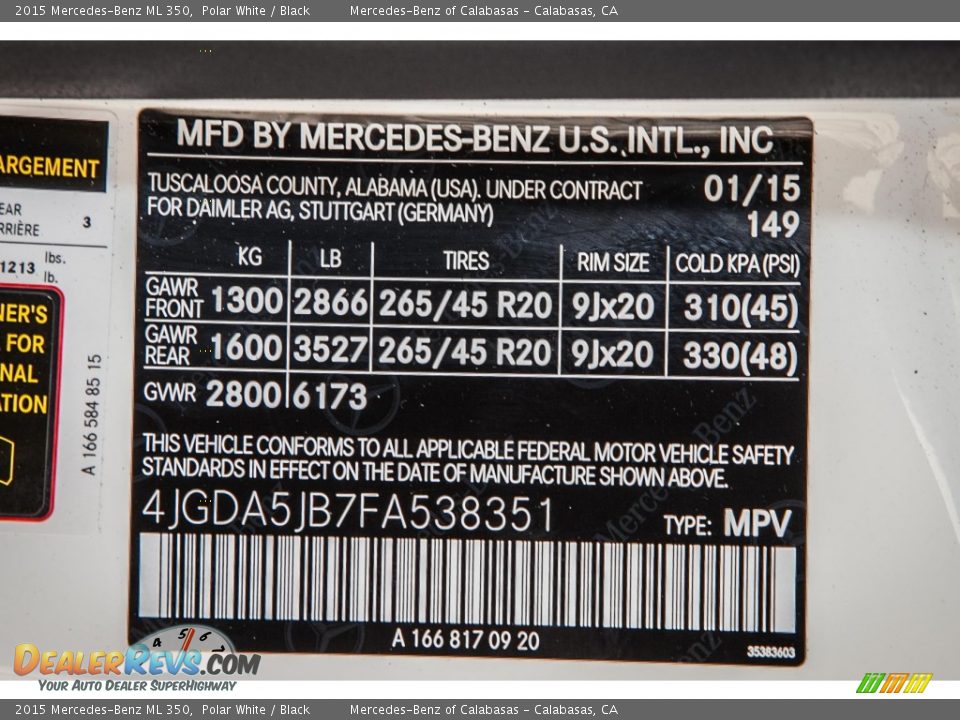 2015 Mercedes-Benz ML 350, Polar White / Black Mercedes-Benz of Calabasas - Calabasas, CA
MFD BY MERCEDES-BENZ U.S. INTL., INC
TUSCALOOSA COUNTY, ALABAMA (USA). UNDER CONTRACT 01/15
FOR DAIMLER AG, STUTTGART (GERMANY) 149
KG LB TIRES RIM SIZE COLD KPA (PSI)
GAWR FRONT 1300 2866 265/45 R20 9Jx20 310(45)
GAWR REAR 1600 3527 265/45 R20 9Jx20 330(48)
GVWR 2800 6173
THIS VEHICLE CONFORMS TO ALL APPLICABLE FEDERAL MOTOR VEHICLE SAFETY
STANDARDS IN EFFECT ON THE DATE OF MANUFACTURE SHOWN ABOVE.
4JGDA5JB7FA538351 TYPE: MPV
A 166 817 09 20
35383603
3
1213 lbs.
lb.
FOR
A 166 584 85 15
4 5 6
DEALERREVS.COM
YOUR AUTO DEALER SUPERHIGHWAY
2015 Mercedes-Benz ML 350, Polar White / Black Mercedes-Benz of Calabasas - Calabasas, CA